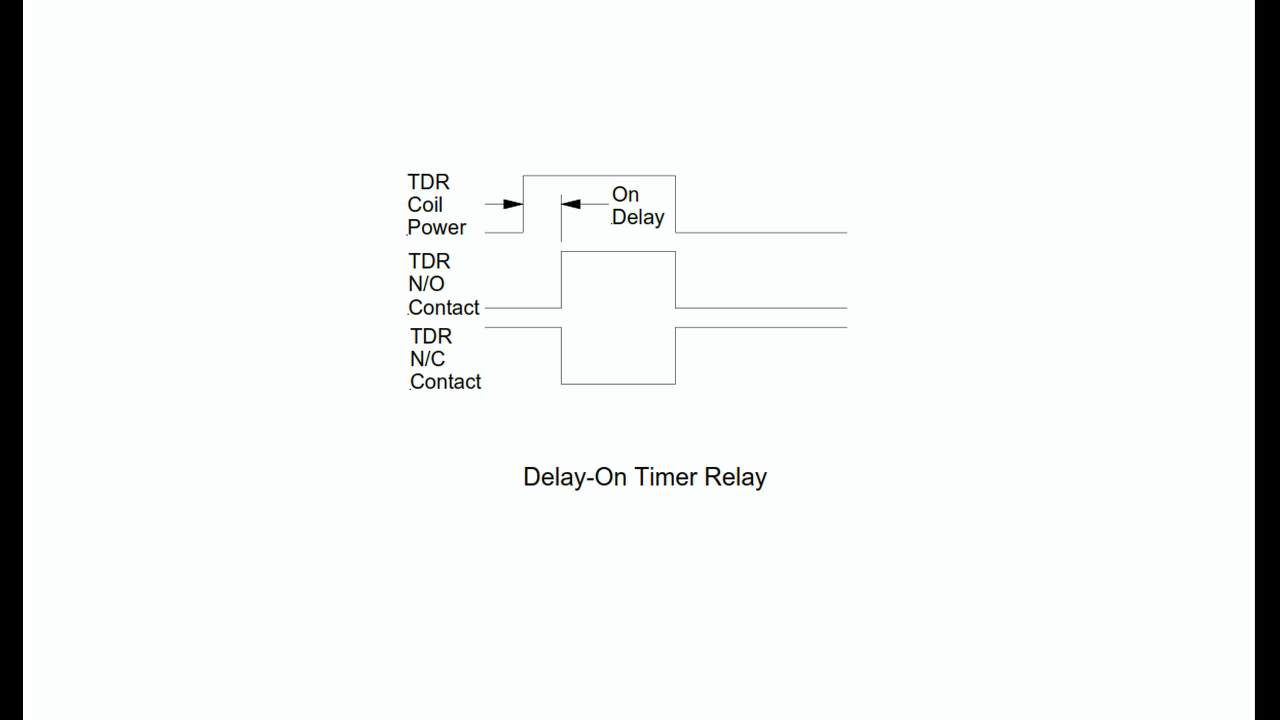 TDR
Coil
Power
On
Delay
TDR
N/O
Contact
TDR
N/C
Contact
Delay-On Timer Relay